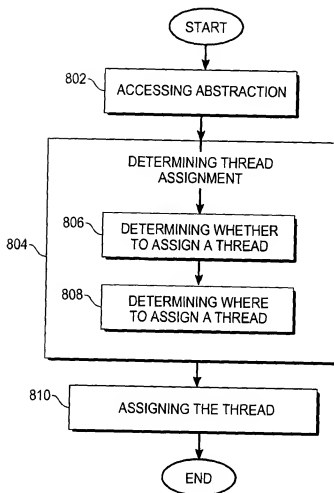 START
802
ACCESSING ABSTRACTION
DETERMINING THREAD
ASSIGNMENT
804
806
DETERMINING WHETHER
TO ASSIGN A THREAD
808
DETERMINING WHERE
TO ASSIGN A THREAD
810
ASSIGNING THE THREAD
END